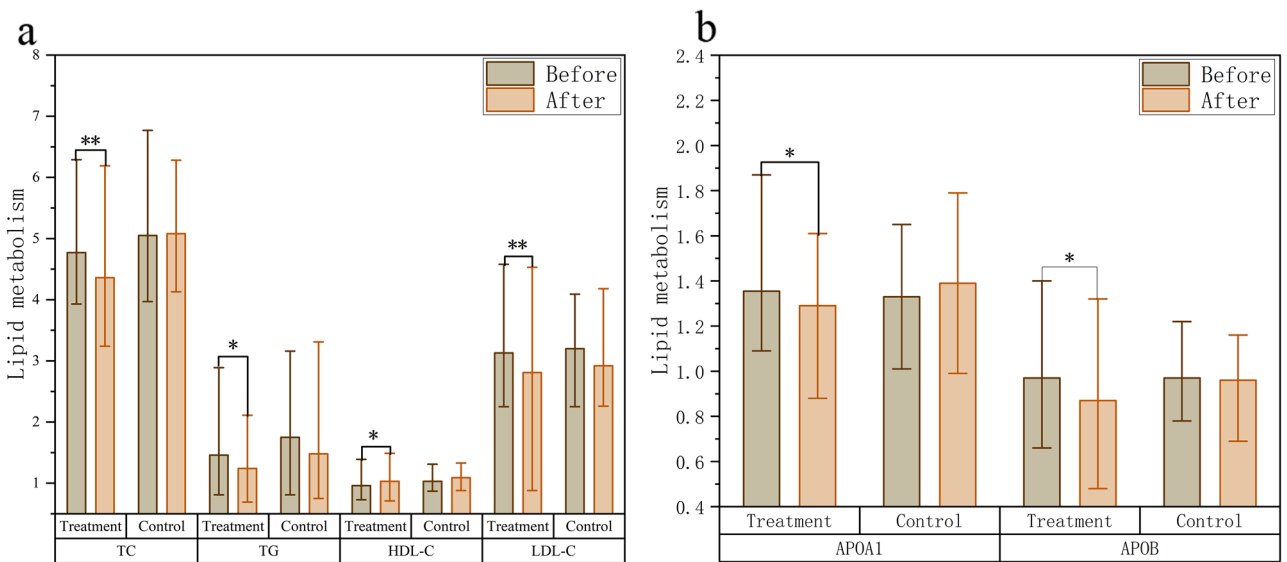 a
8
7
6
5
4
3
2
1
Lipid metabolism
Before
After
**
*
*
**
Treatment Control Treatment Control Treatment Control Treatment Control
TC TG HDL-C LDL-C
b
2.4
2.2
2.0
1.8
1.6
1.4
1.2
1.0
0.8
0.6
0.4
Lipid metabolism
Before
After
*
*
Treatment Control Treatment Control
APOA1 APOB